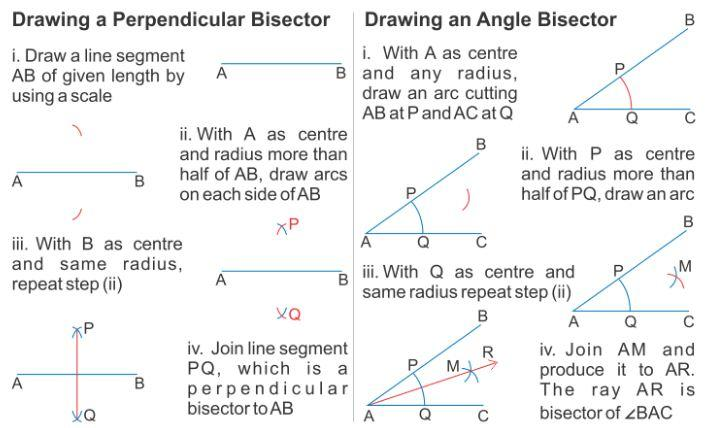 Drawing a Perpendicular Bisector
i. Draw a line segment
AB of given length by
using a scale
A
B
ii. With A as centre
and radius more than
half of AB, draw arcs
on each side of AB
A
B
iii. With B as centre
and same radius,
repeat step (ii)
P
A
B
Q
P
A
B
Q
iv. Join line segment
PQ, which is a
perpendicular
bisector to AB
Drawing an Angle Bisector
i. With A as centre
and any radius,
draw an arc cutting
AB at P and AC at Q
B
P
A
Q
C
ii. With P as centre
and radius more than
half of PQ, draw an arc
B
P
A
Q
C
iii. With Q as centre and
same radius repeat step (ii)
B
P
M
A
Q
C
B
R
P
M
A
Q
C
iv. Join AM and
produce it to AR.
The ray AR is
bisector of ∠BAC